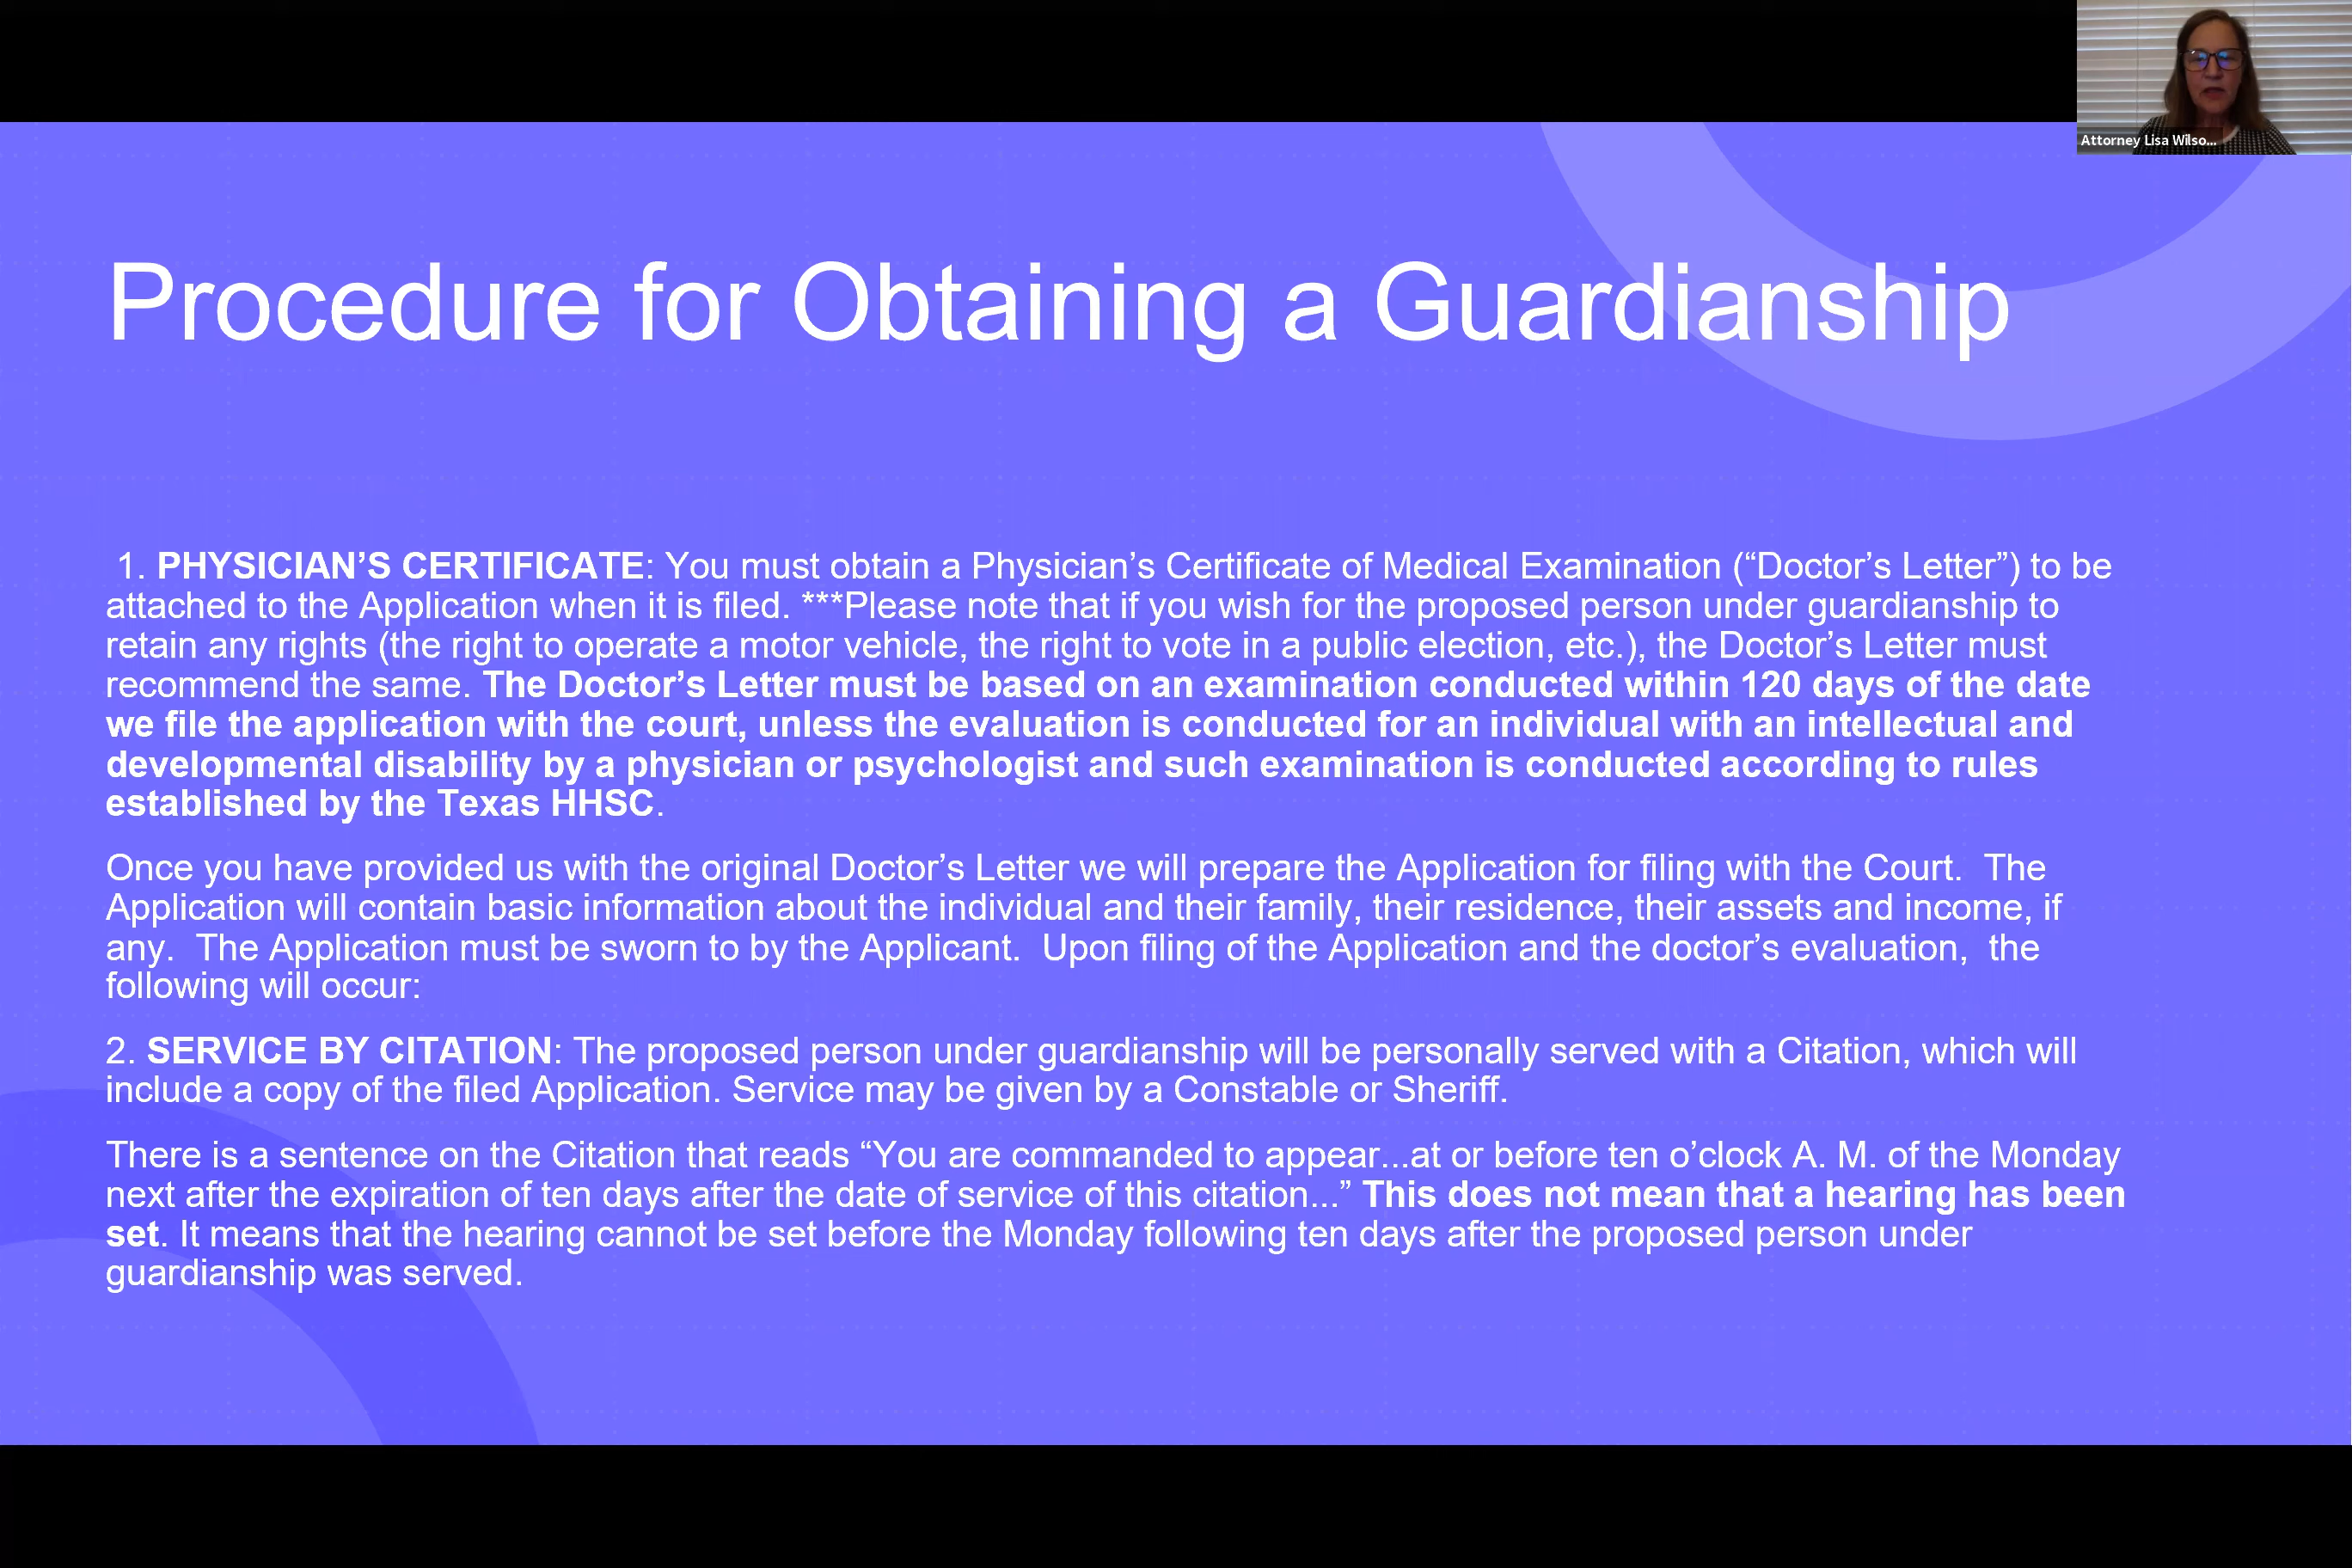 Attorney Lisa Wilso...
Procedure for Obtaining a Guardianship
1. PHYSICIAN’S CERTIFICATE: You must obtain a Physician’s Certificate of Medical Examination (“Doctor’s Letter”) to be
attached to the Application when it is filed. ***Please note that if you wish for the proposed person under guardianship to
retain any rights (the right to operate a motor vehicle, the right to vote in a public election, etc.), the Doctor’s Letter must
recommend the same. The Doctor’s Letter must be based on an examination conducted within 120 days of the date
we file the application with the court, unless the evaluation is conducted for an individual with an intellectual and
developmental disability by a physician or psychologist and such examination is conducted according to rules
established by the Texas HHSC.
Once you have provided us with the original Doctor’s Letter we will prepare the Application for filing with the Court.  The
Application will contain basic information about the individual and their family, their residence, their assets and income, if
any.  The Application must be sworn to by the Applicant.  Upon filing of the Application and the doctor’s evaluation,  the
following will occur:
2. SERVICE BY CITATION: The proposed person under guardianship will be personally served with a Citation, which will
include a copy of the filed Application. Service may be given by a Constable or Sheriff.
There is a sentence on the Citation that reads “You are commanded to appear...at or before ten o’clock A. M. of the Monday
next after the expiration of ten days after the date of service of this citation...” This does not mean that a hearing has been
set. It means that the hearing cannot be set before the Monday following ten days after the proposed person under
guardianship was served.